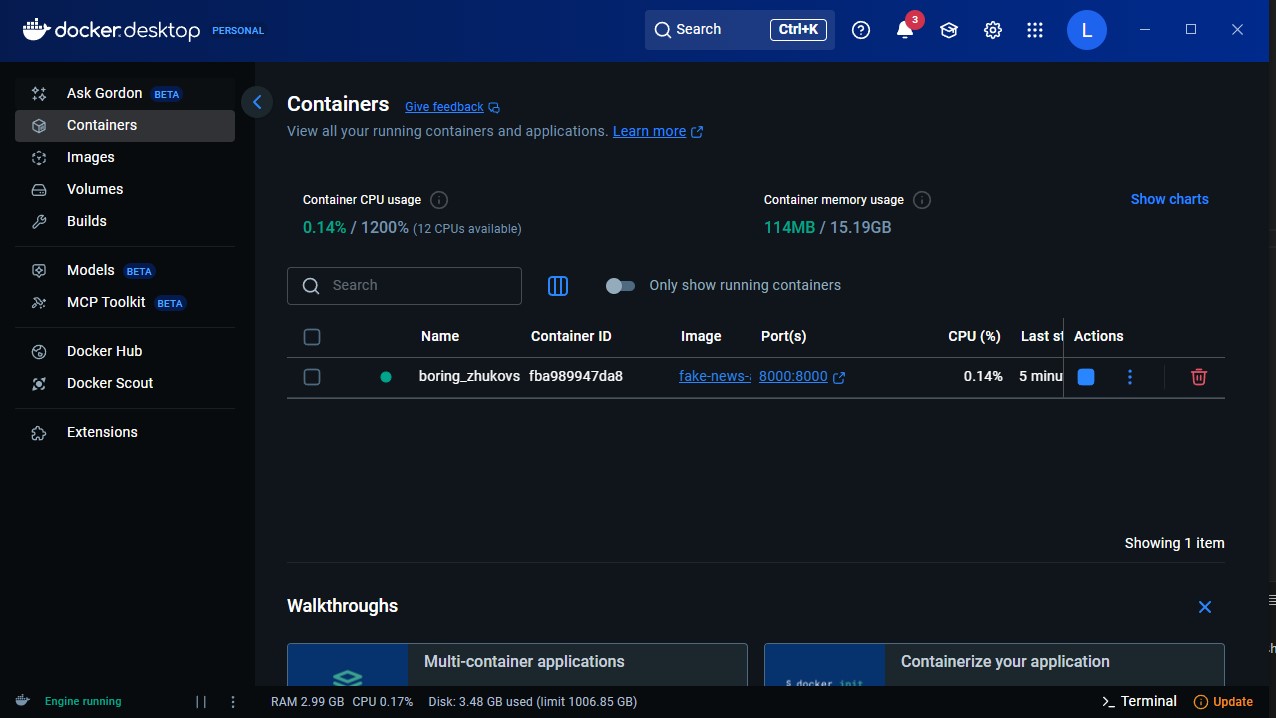 docker.desktop PERSONAL
Search Ctrl+K
3
L
Ask Gordon BETA
Containers
Images
Volumes
Builds
Models BETA
MCP Toolkit BETA
Docker Hub
Docker Scout
Extensions
Containers Give feedback
View all your running containers and applications. Learn more
Container CPU usage
0.14% / 1200% (12 CPUs available)
Container memory usage
114MB / 15.19GB
Show charts
Search
Only show running containers
Name Container ID Image Port(s) CPU (%) Last st Actions
boring_zhukovs fba989947da8 fake-news- 8000:8000 0.14% 5 minu
Showing 1 item
Walkthroughs
Multi-container applications
$ docker init
Containerize your application
Engine running
RAM 2.99 GB CPU 0.17% Disk: 3.48 GB used (limit 1006.85 GB)
Terminal
Update